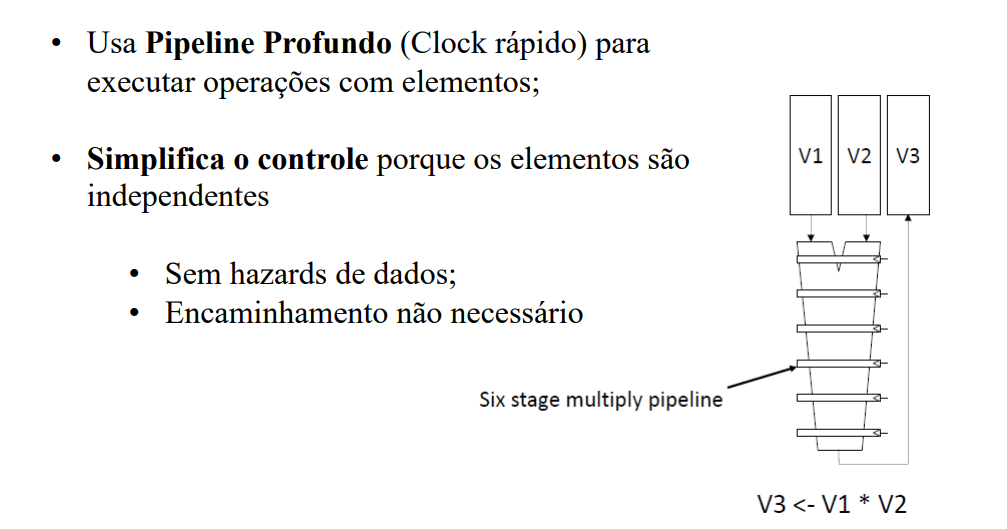 • Usa Pipeline Profundo (Clock rápido) para
executar operações com elementos;
• Simplifica o controle porque os elementos são
independentes
• Sem hazards de dados;
• Encaminhamento não necessário
V1 V2 V3
Six stage multiply pipeline
V3 <- V1 * V2